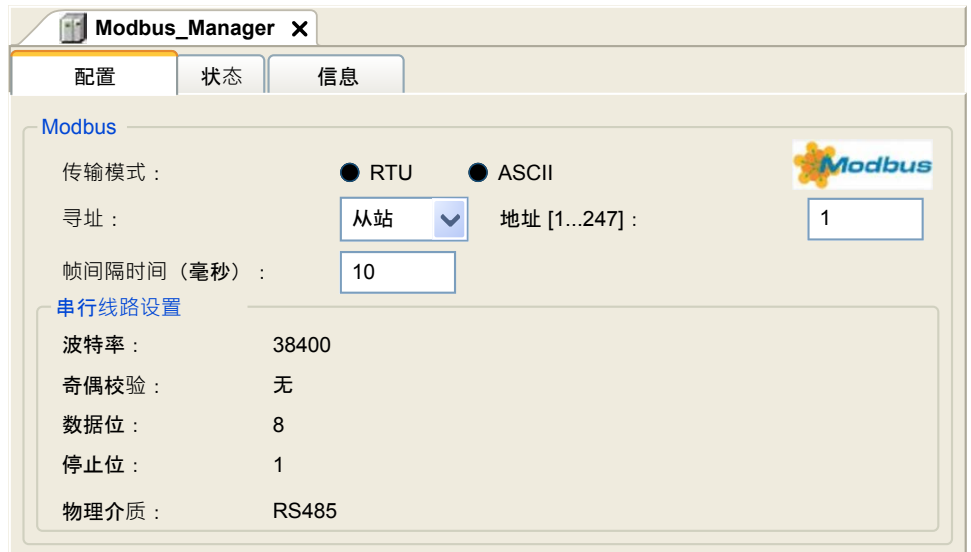 Modbus_Manager X
配置 状态 信息
Modbus
传输模式： RTU ASCII
Modbus
寻址： 从站 地址 [1...247]： 1
帧间隔时间（毫秒）： 10
串行线路设置
波特率： 38400
奇偶校验： 无
数据位： 8
停止位： 1
物理介质： RS485